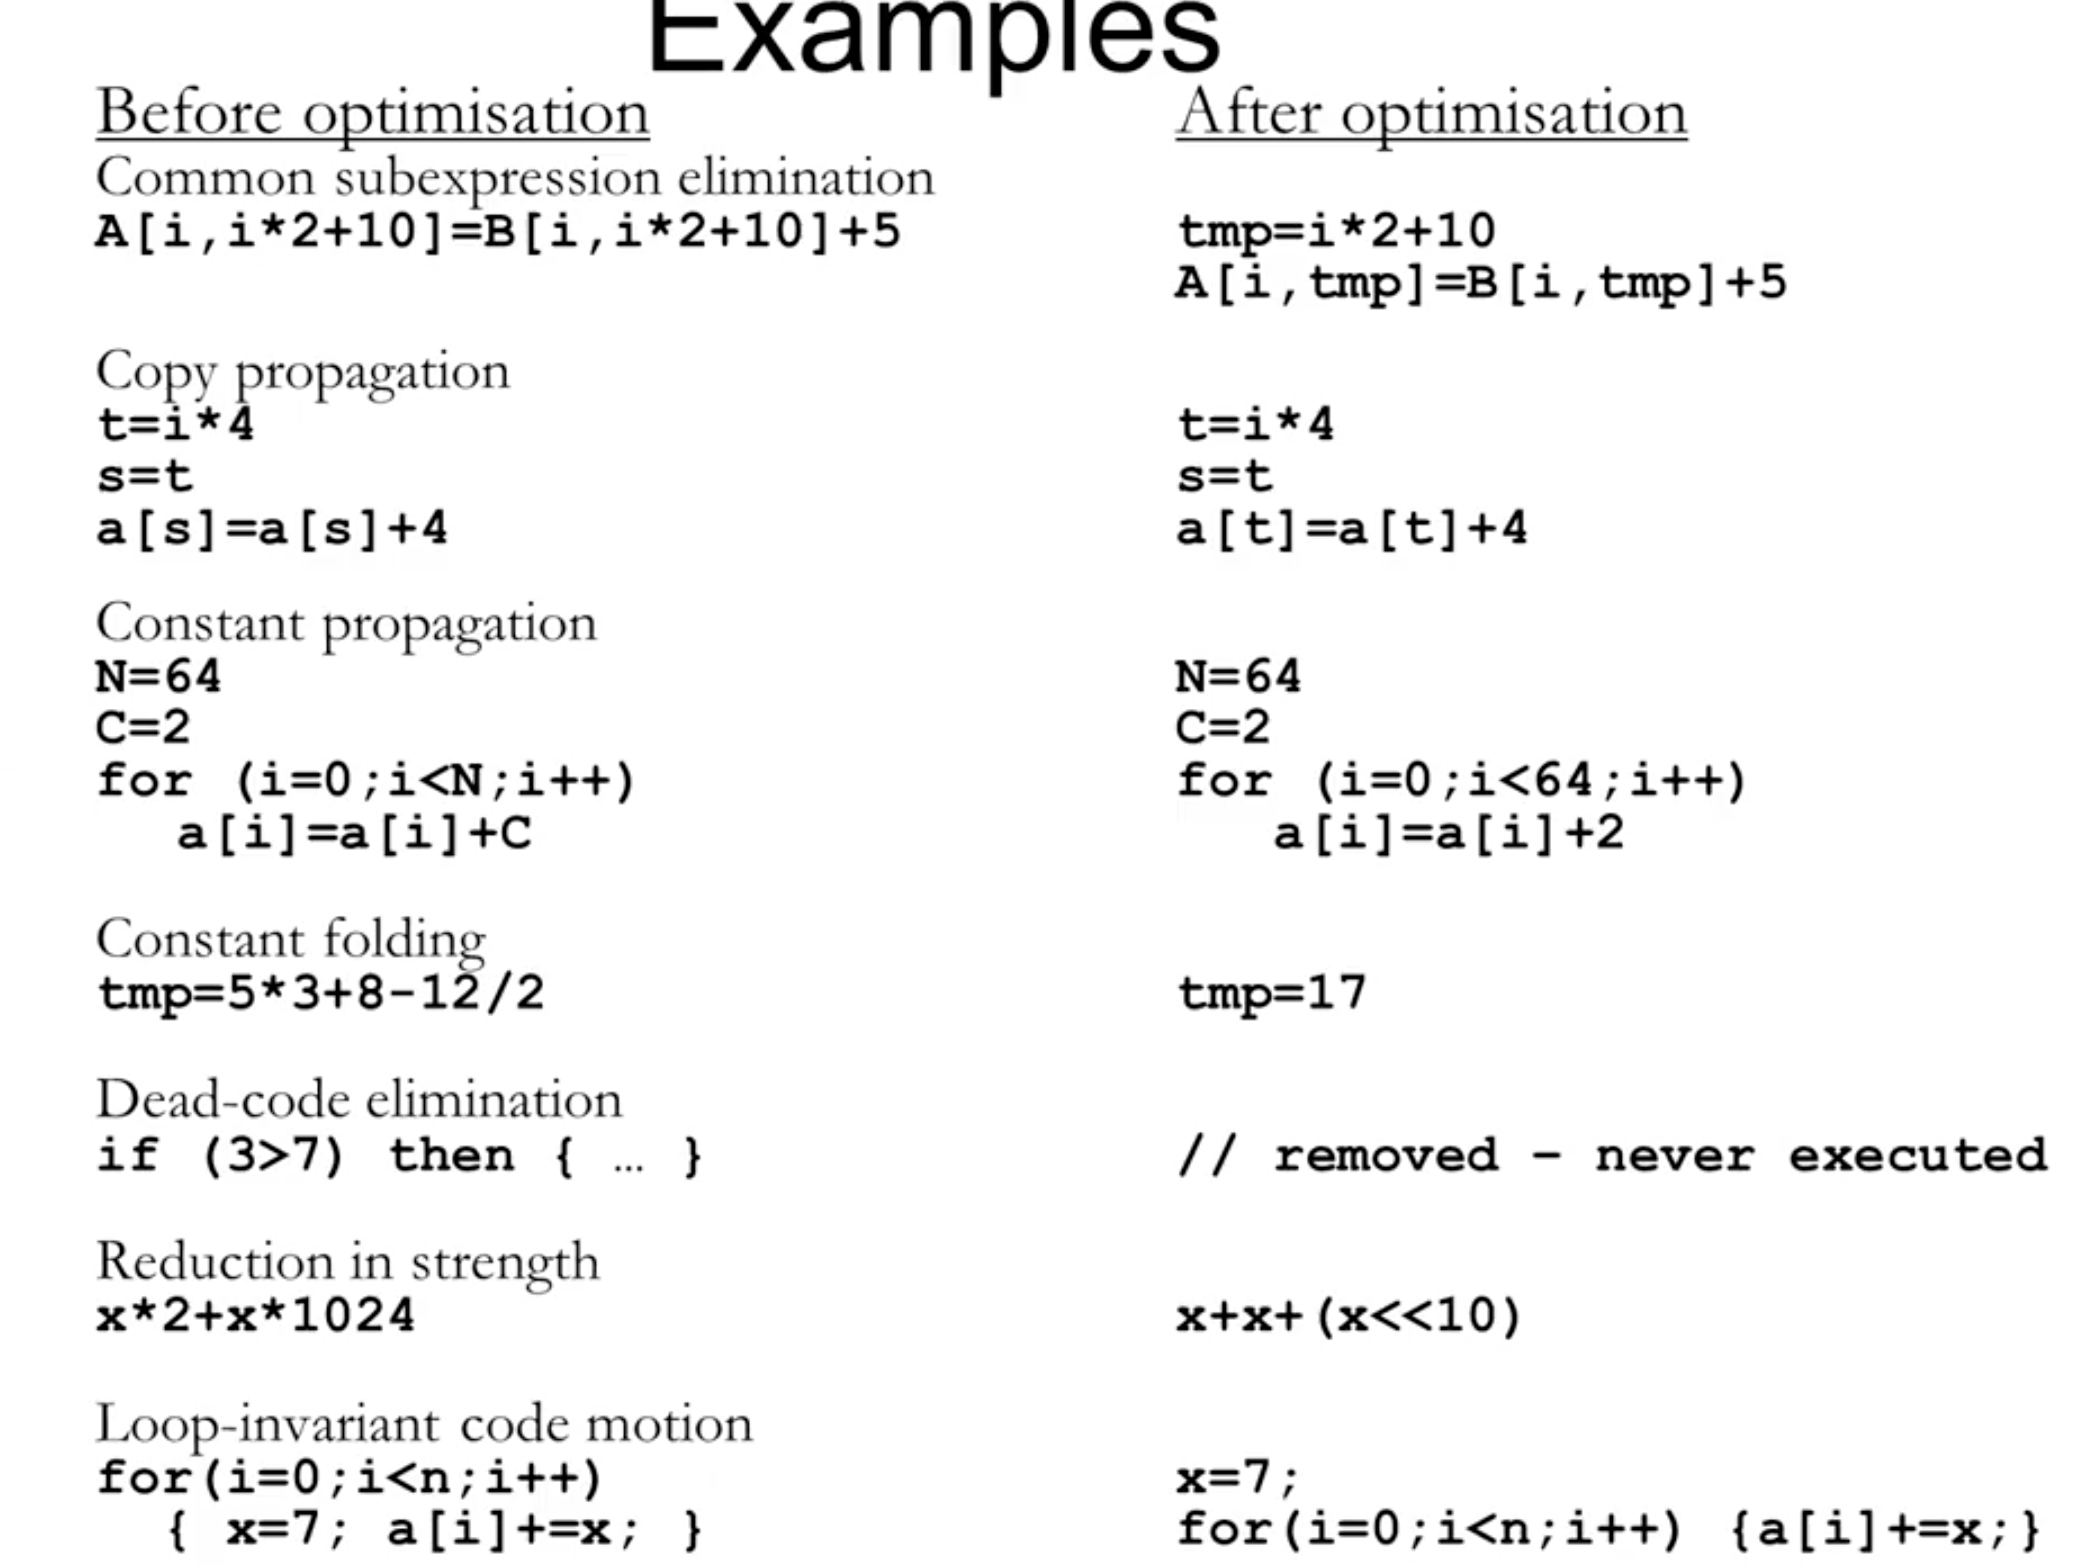 Examples
Before optimisation
After optimisation
Common subexpression elimination
A[i,i*2+10]=B[i,i*2+10]+5
tmp=i*2+10
A[i,tmp]=B[i,tmp]+5
Copy propagation
t=i*4
s=t
a[s]=a[s]+4
t=i*4
s=t
a[t]=a[t]+4
Constant propagation
N=64
C=2
for (i=0;i<N;i++)
a[i]=a[i]+C
N=64
C=2
for (i=0;i<64;i++)
a[i]=a[i]+2
Constant folding
tmp=5*3+8-12/2
tmp=17
Dead-code elimination
if (3>7) then { … }
// removed – never executed
Reduction in strength
x*2+x*1024
x+x+(x<<10)
Loop-invariant code motion
for(i=0;i<n;i++)
{ x=7; a[i]+=x; }
x=7;
for(i=0;i<n;i++) {a[i]+=x;}